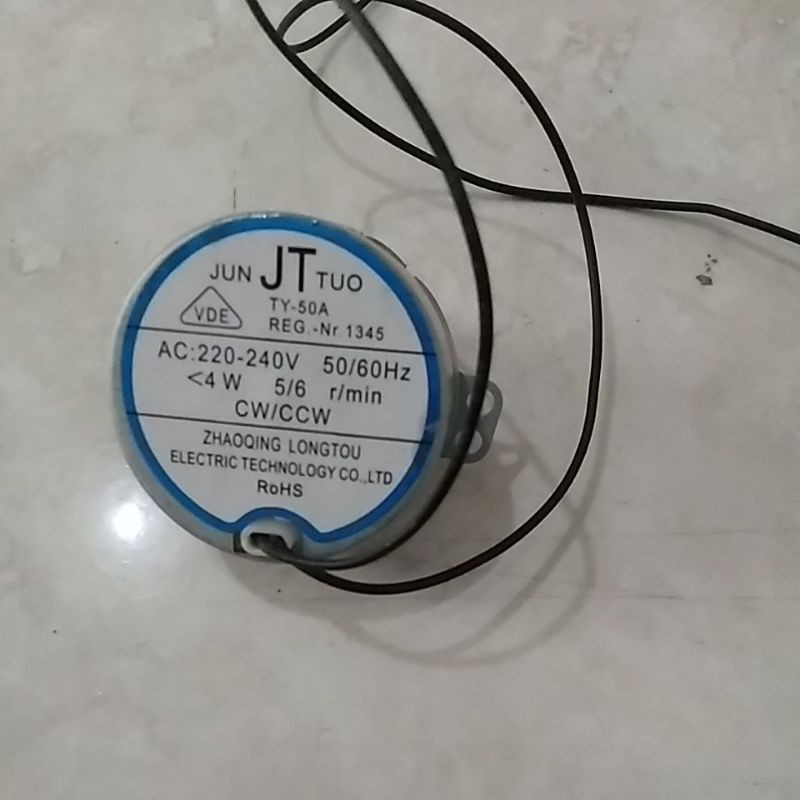 JUN JT TUO
VDE
TY-50A
REG.-Nr.1345
AC:220-240V 50/60Hz
<4 W 5/6 r/min
CW/CCW
ZHAOQING LONGTOU
ELECTRIC TECHNOLOGY CO.,LTD
RoHS